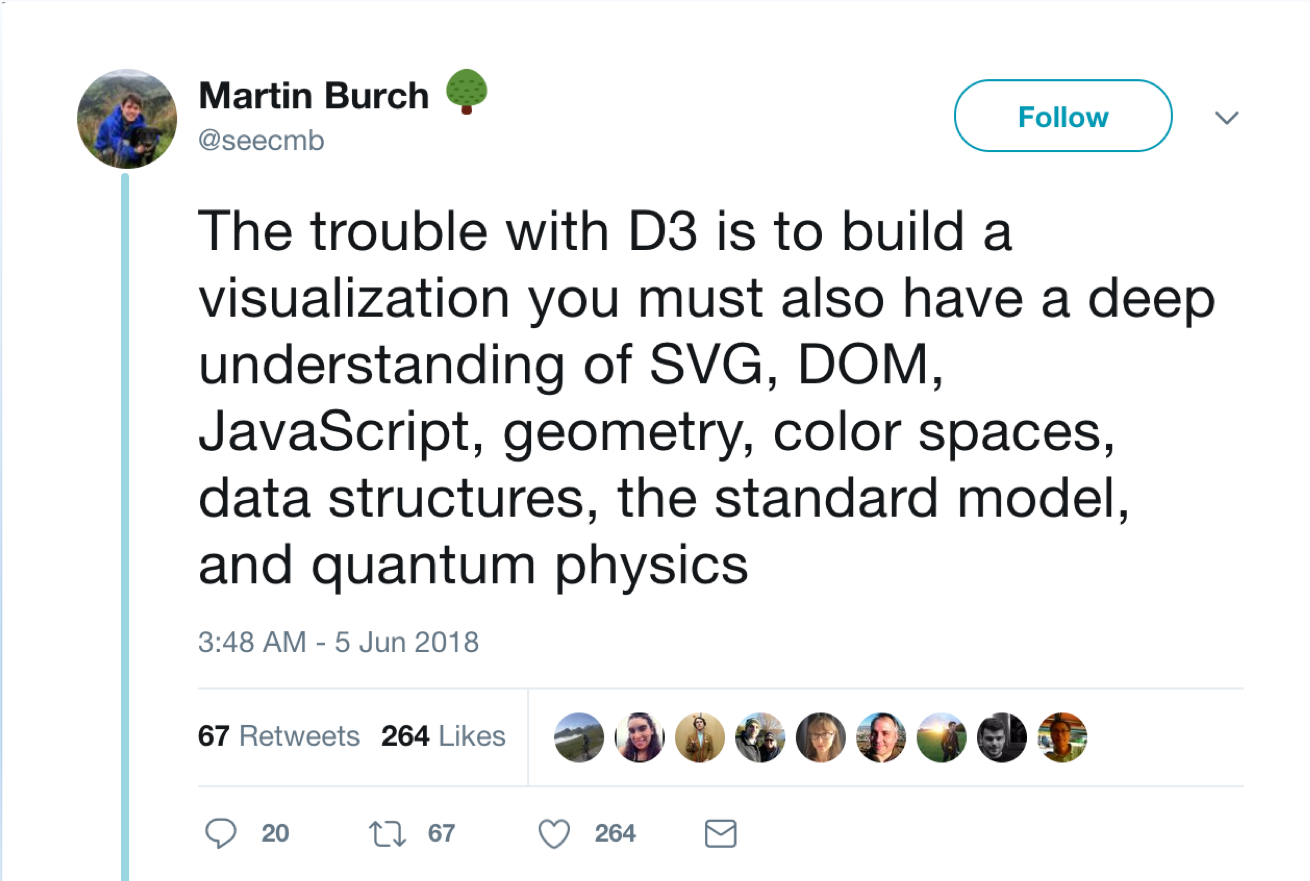 Martin Burch 🌳
@seecmb
Follow
The trouble with D3 is to build a
visualization you must also have a deep
understanding of SVG, DOM,
JavaScript, geometry, color spaces,
data structures, the standard model,
and quantum physics
3:48 AM - 5 Jun 2018
67 Retweets 264 Likes
20 67 264